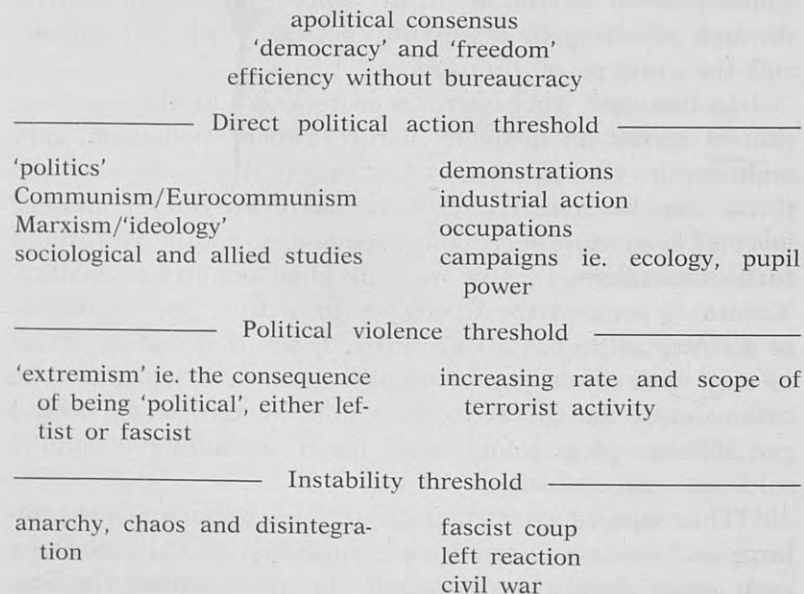 apolitical consensus
'democracy' and 'freedom'
efficiency without bureaucracy
Direct political action threshold
'politics'
Communism/Eurocommunism
Marxism/'ideology'
sociological and allied studies
demonstrations
industrial action
occupations
campaigns ie. ecology, pupil
power
Political violence threshold
'extremism' ie. the consequence
of being 'political', either lef-
tist or fascist
increasing rate and scope of
terrorist activity
Instability threshold
anarchy, chaos and disintegra-
tion
fascist coup
left reaction
civil war